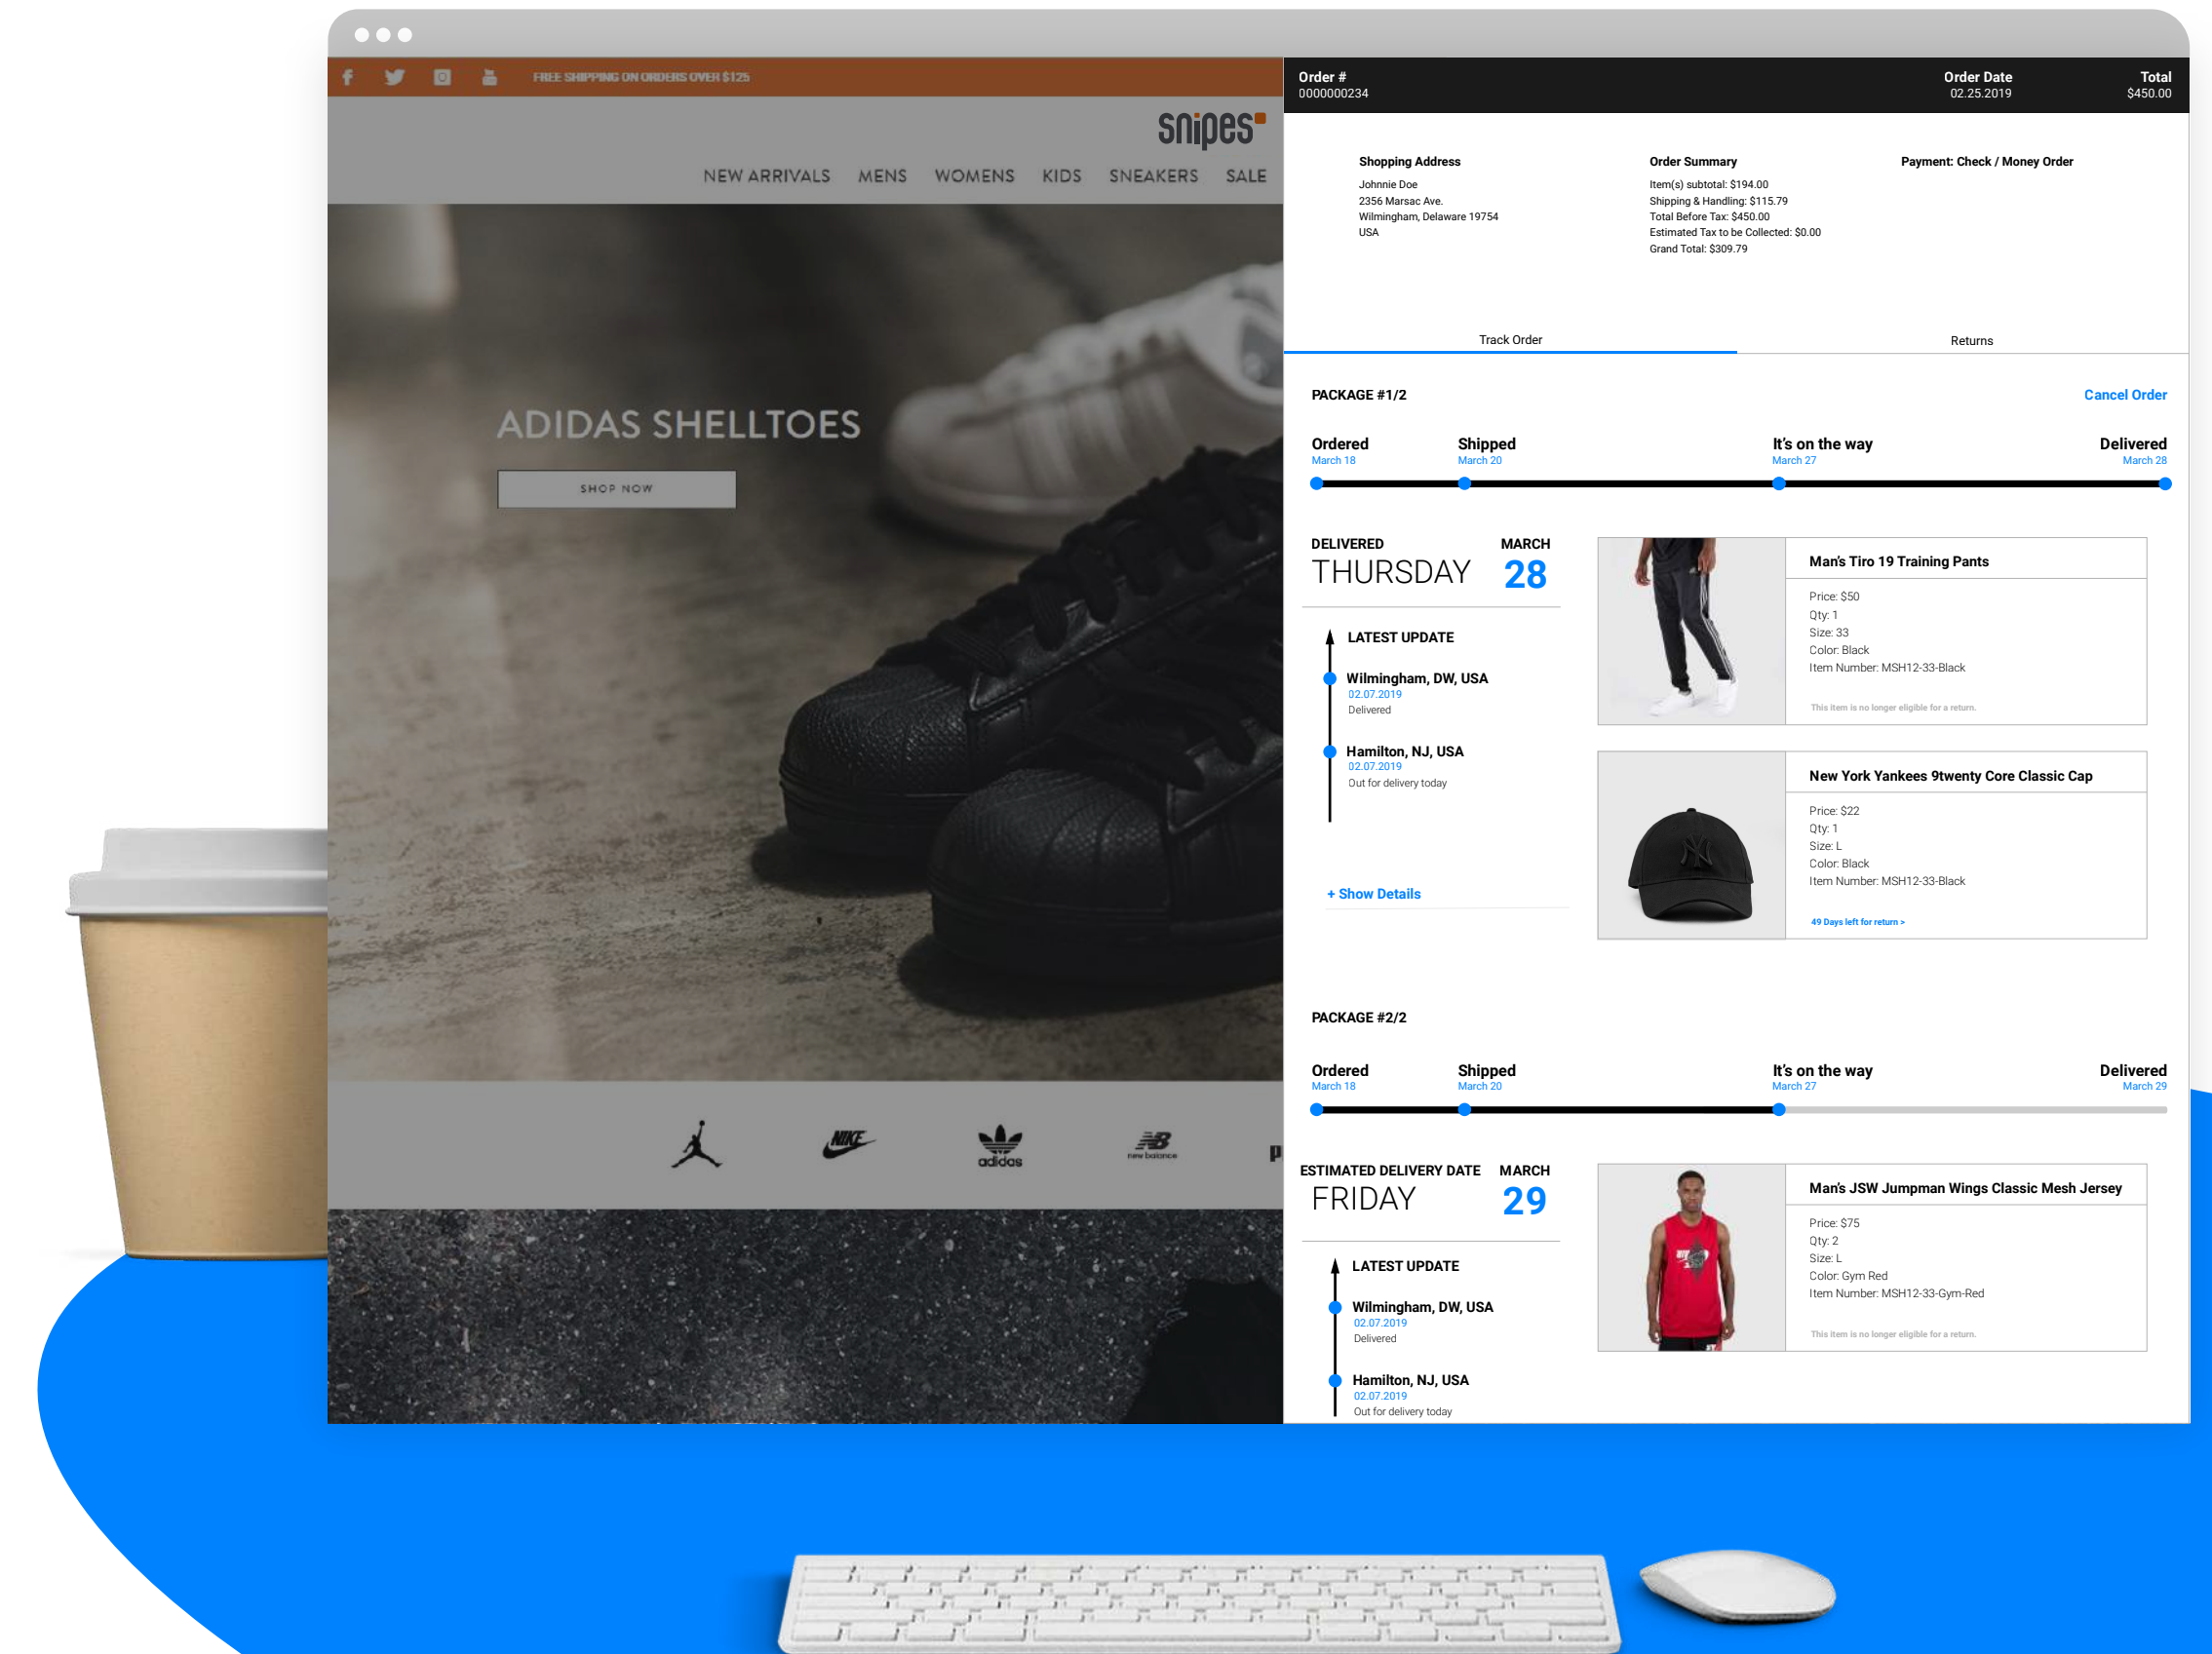 FREE SHIPPING ON ORDERS OVER $125
snipes
NEW ARRIVALS MENS WOMENS KIDS SNEAKERS SALE
ADIDAS SHELLTOES
SHOP NOW
NIKE
adidas
NB
new balance
Order # Order Date Total
0000000234 02.25.2019 $450.00
Shopping Address
Johnnie Doe
2356 Marsac Ave.
Wilmingham, Delaware 19754
USA
Order Summary
Item(s) subtotal: $194.00
Shipping & Handling: $115.79
Total Before Tax: $450.00
Estimated Tax to be Collected: $0.00
Grand Total: $309.79
Payment: Check / Money Order
Track Order Returns
PACKAGE #1/2 Cancel Order
Ordered Shipped It's on the way Delivered
March 18 March 20 March 27 March 28
DELIVERED MARCH
THURSDAY 28
LATEST UPDATE
Wilmingham, DW, USA
02.07.2019
Delivered
Hamilton, NJ, USA
02.07.2019
Out for delivery today
+ Show Details
Man's Tiro 19 Training Pants
Price: $50
Qty: 1
Size: 33
Color: Black
Item Number: MSH12-33-Black
This item is no longer eligible for a return.
New York Yankees 9twenty Core Classic Cap
Price: $22
Qty: 1
Size: L
Color: Black
Item Number: MSH12-33-Black
49 Days left for return >
PACKAGE #2/2
Ordered Shipped It's on the way Delivered
March 18 March 20 March 27 March 29
ESTIMATED DELIVERY DATE MARCH
FRIDAY 29
LATEST UPDATE
Wilmingham, DW, USA
02.07.2019
Delivered
Hamilton, NJ, USA
02.07.2019
Out for delivery today
Man's JSW Jumpman Wings Classic Mesh Jersey
Price: $75
Qty: 2
Size: L
Color: Gym Red
Item Number: MSH12-33-Gym-Red
This item is no longer eligible for a return.